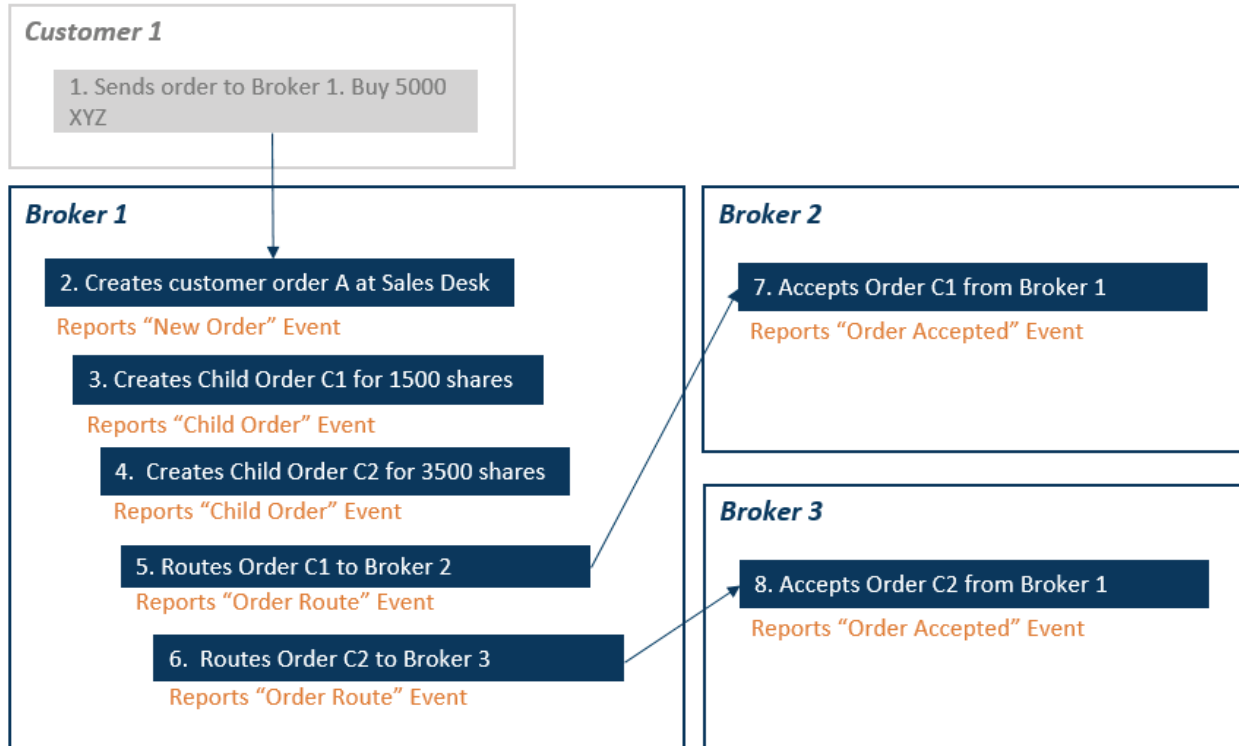 Customer 1
1. Sends order to Broker 1. Buy 5000
XYZ
Broker 1
2. Creates customer order A at Sales Desk
Reports “New Order” Event
3. Creates Child Order C1 for 1500 shares
Reports “Child Order” Event
4. Creates Child Order C2 for 3500 shares
Reports “Child Order” Event
5. Routes Order C1 to Broker 2
Reports “Order Route” Event
6. Routes Order C2 to Broker 3
Reports “Order Route” Event
Broker 2
7. Accepts Order C1 from Broker 1
Reports “Order Accepted” Event
Broker 3
8. Accepts Order C2 from Broker 1
Reports “Order Accepted” Event